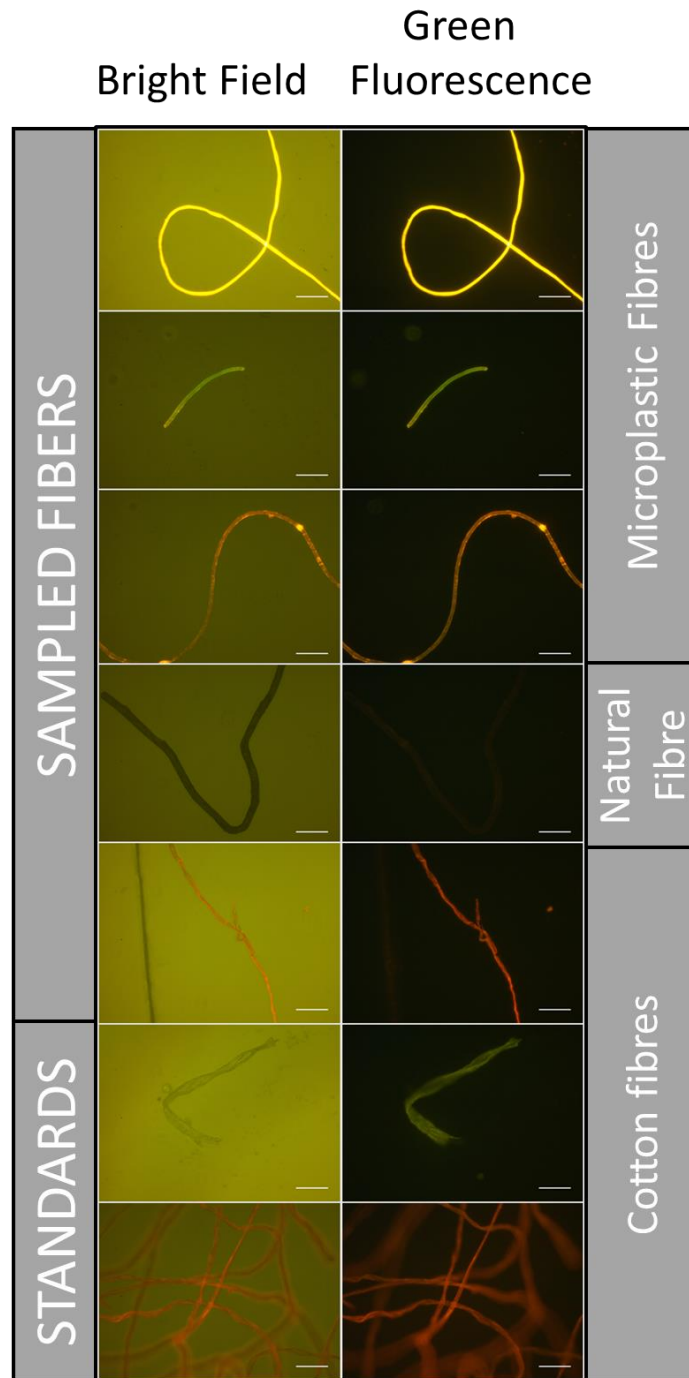 Green
Bright Field Fluorescence
SAMPLED FIBERS
Microplastic Fibres
Natural
Fibre
Cotton fibres
STANDARDS